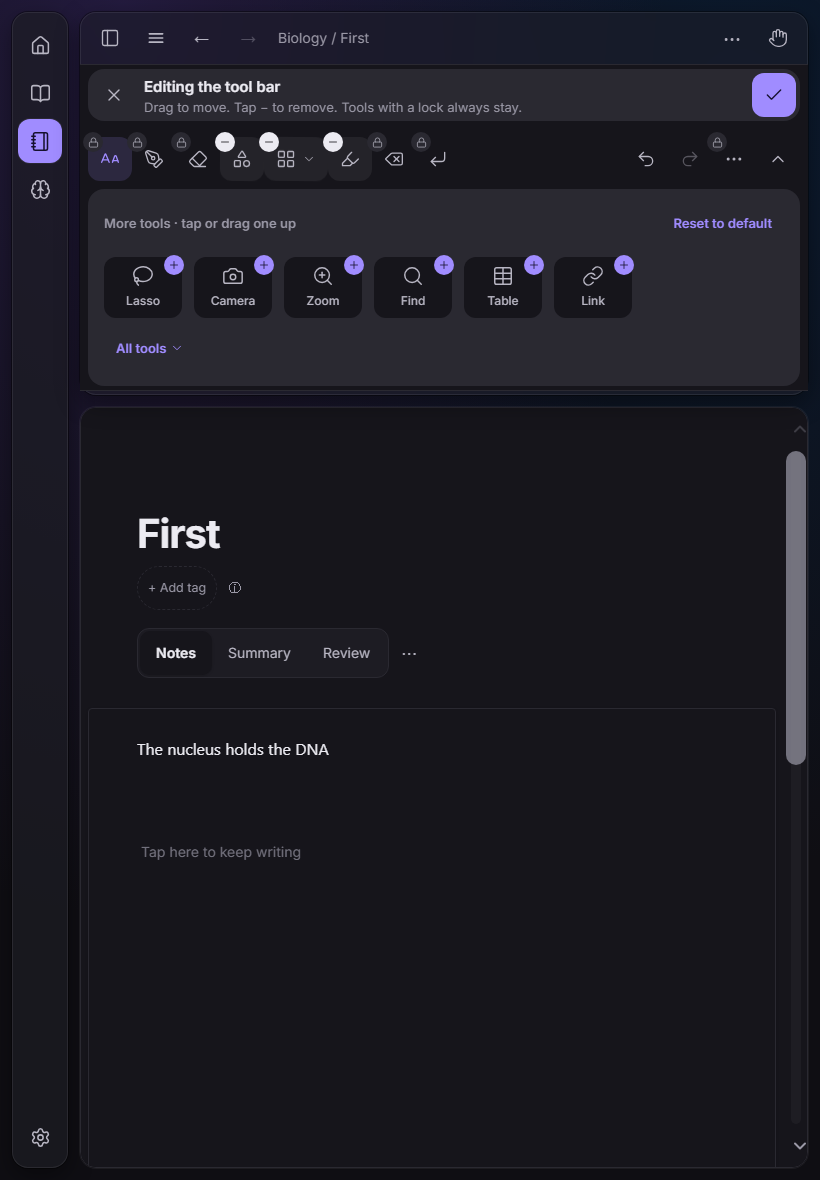 Biology / First
Editing the tool bar
Drag to move. Tap − to remove. Tools with a lock always stay.
AA
More tools · tap or drag one up
Reset to default
Lasso
Camera
Zoom
Find
Table
Link
All tools
First
+ Add tag
Notes
Summary
Review
The nucleus holds the DNA
Tap here to keep writing